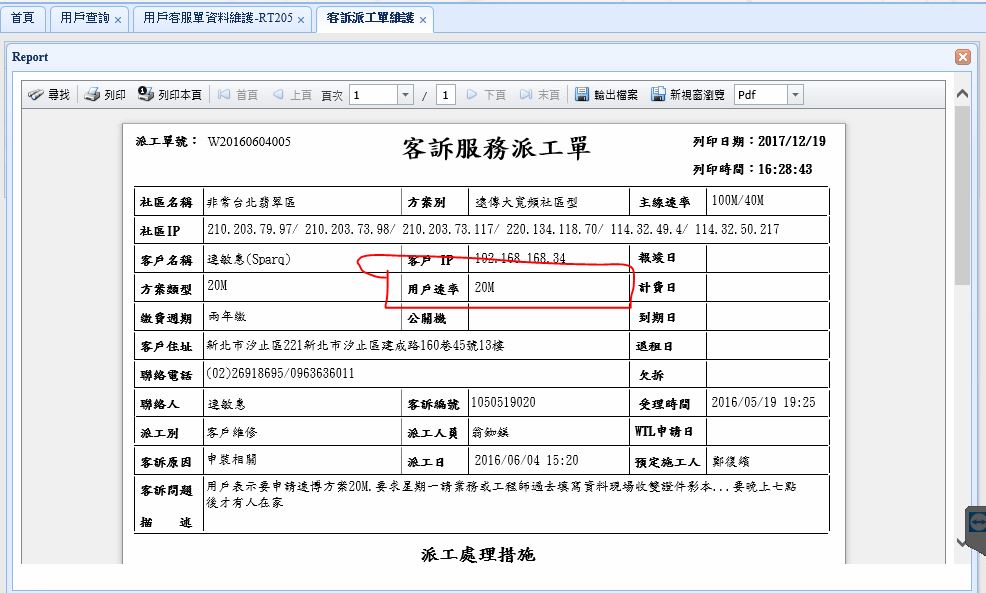 首頁 用戶查詢 × 用戶客服單資料維護-RT205 × 客訴派工單維護 ×
Report
尋找 列印 列印本頁 首頁 上頁 頁次 1 / 1 下頁 末頁 輸出檔案 新視窗瀏覽 Pdf
派工單號： W20160604005 客訴服務派工單 列印日期：2017/12/19
列印時間：16:28:43
社區名稱 非常台北翡翠區 方案別 遠傳大寬頻社區型 主線速率 100M/40M
社區IP 210.203.79.97/ 210.203.73.98/ 210.203.73.117/ 220.134.118.70/ 114.32.49.4/ 114.32.50.217
客戶名稱 連敏惠(Sparq) 客戶 IP 192.168.168.34 報竣日
方案類型 20M 用戶速率 20M 計費日
繳費週期 兩年繳 公關機 到期日
客戶住址 新北市汐止區221新北市汐止區建成路160巷45號13樓 退租日
聯絡電話 (02)26918695/0963636011 欠拆
聯絡人 連敏惠 客訴編號 1050519020 受理時間 2016/05/19 19:25
派工別 客戶維修 派工人員 翁 WTL申請日
客訴原因 申裝相關 派工日 2016/06/04 15:20 預定施工人 鄭復繽
客訴問題 用戶表示要申請速博方案20M.要求星期一請業務或工程師過去填寫資料現場收雙證件影本...要晚上七點
後才有人在家
描 述
派工處理措施